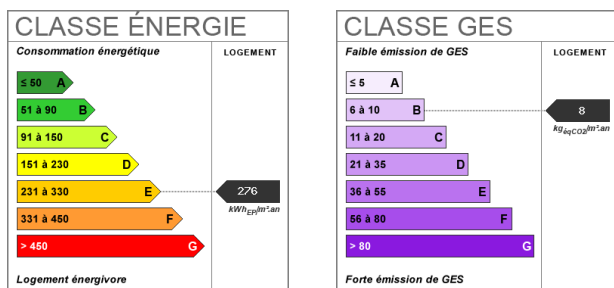 CLASSE ÉNERGIE
Consommation énergétique
LOGEMENT
≤ 50 A
51 à 90 B
91 à 150 C
151 à 230 D
231 à 330 E
276
kWhEP/m².an
331 à 450 F
> 450 G
Logement énergivore
CLASSE GES
Faible émission de GES
LOGEMENT
≤ 5 A
6 à 10 B
8
kgéqCO2/m².an
11 à 20 C
21 à 35 D
36 à 55 E
56 à 80 F
> 80 G
Forte émission de GES